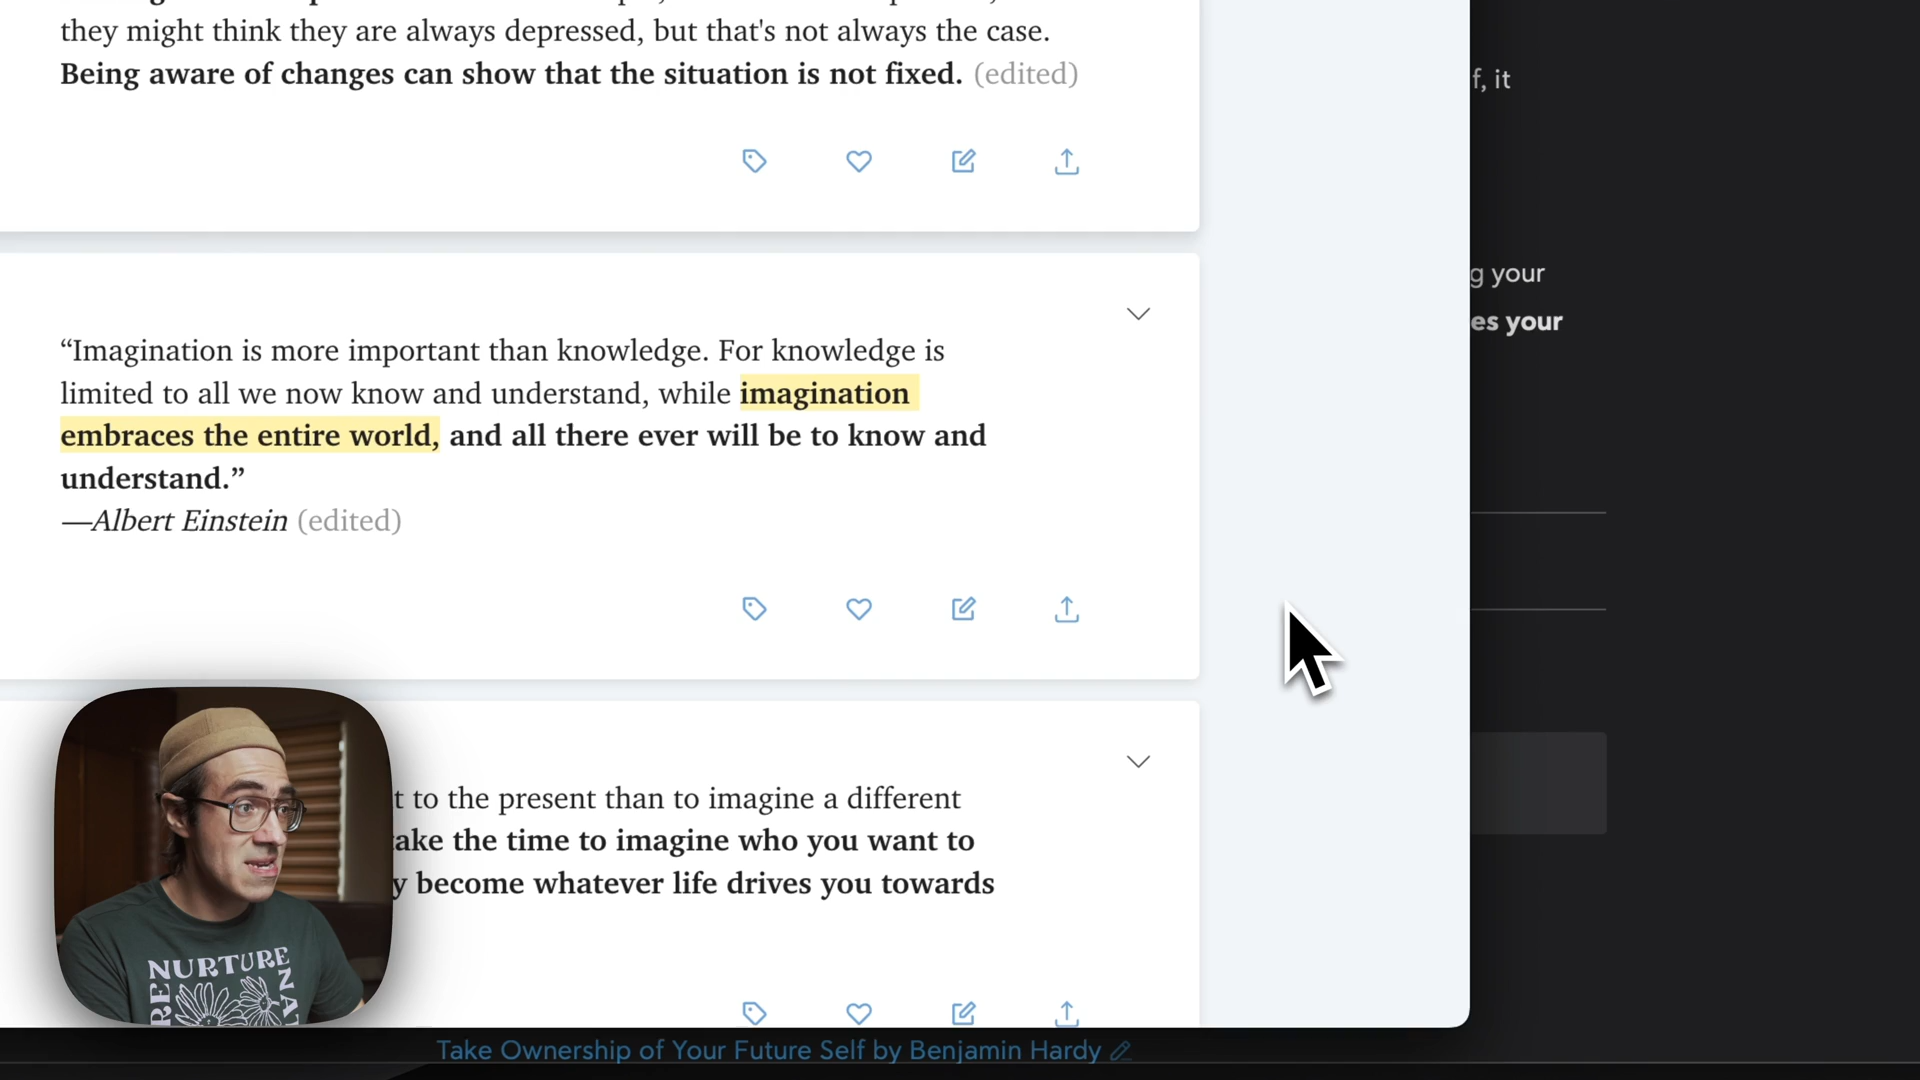 they might think they are always depressed, but that's not always the case.
Being aware of changes can show that the situation is not fixed. (edited)
f, it
g your
es your
“Imagination is more important than knowledge. For knowledge is
limited to all we now know and understand, while imagination
embraces the entire world, and all there ever will be to know and
understand.”
—Albert Einstein (edited)
t to the present than to imagine a different
take the time to imagine who you want to
y become whatever life drives you towards
NURTURE
Take Ownership of Your Future Self by Benjamin Hardy